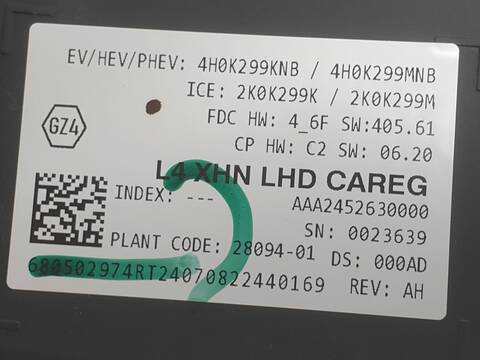 EV/HEV/PHEV: 4H0K299KNB / 4H0K299MNB
ICE: 2K0K299K / 2K0K299M
FDC HW: 4_6F SW:405.61
GZ4
CP HW: C2 SW: 06.20
L4 XHN LHD CAREG
INDEX: ---
AAA2452630000
SN: 0023639
PLANT CODE: 28094-01 DS: 000AD
680502974RT24070822440169 REV: AH